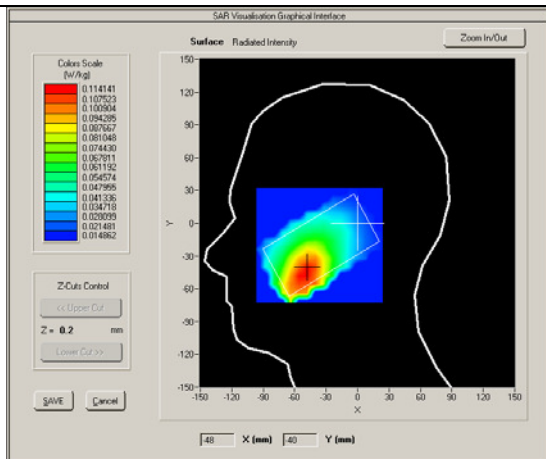 SAR Visualisation Graphical Interface
Surface Radiated Intensity
Zoom In/Out
Colors Scale
(W/kg)
0.114141
0.107523
0.100904
0.094285
0.087667
0.081048
0.074430
0.067811
0.061192
0.054574
0.047955
0.041336
0.034718
0.028099
0.021481
0.014862
Z-Cuts Control
<< Upper Cut
Z = 0.2 mm
Lower Cut >>
SAVE
Cancel
150
120
90
60
30
0
-30
-60
-90
-120
-150
Y
-150 -120 -90 -60 -30 0 30 60 90 120 150
X
-48 X (mm) -40 Y (mm)